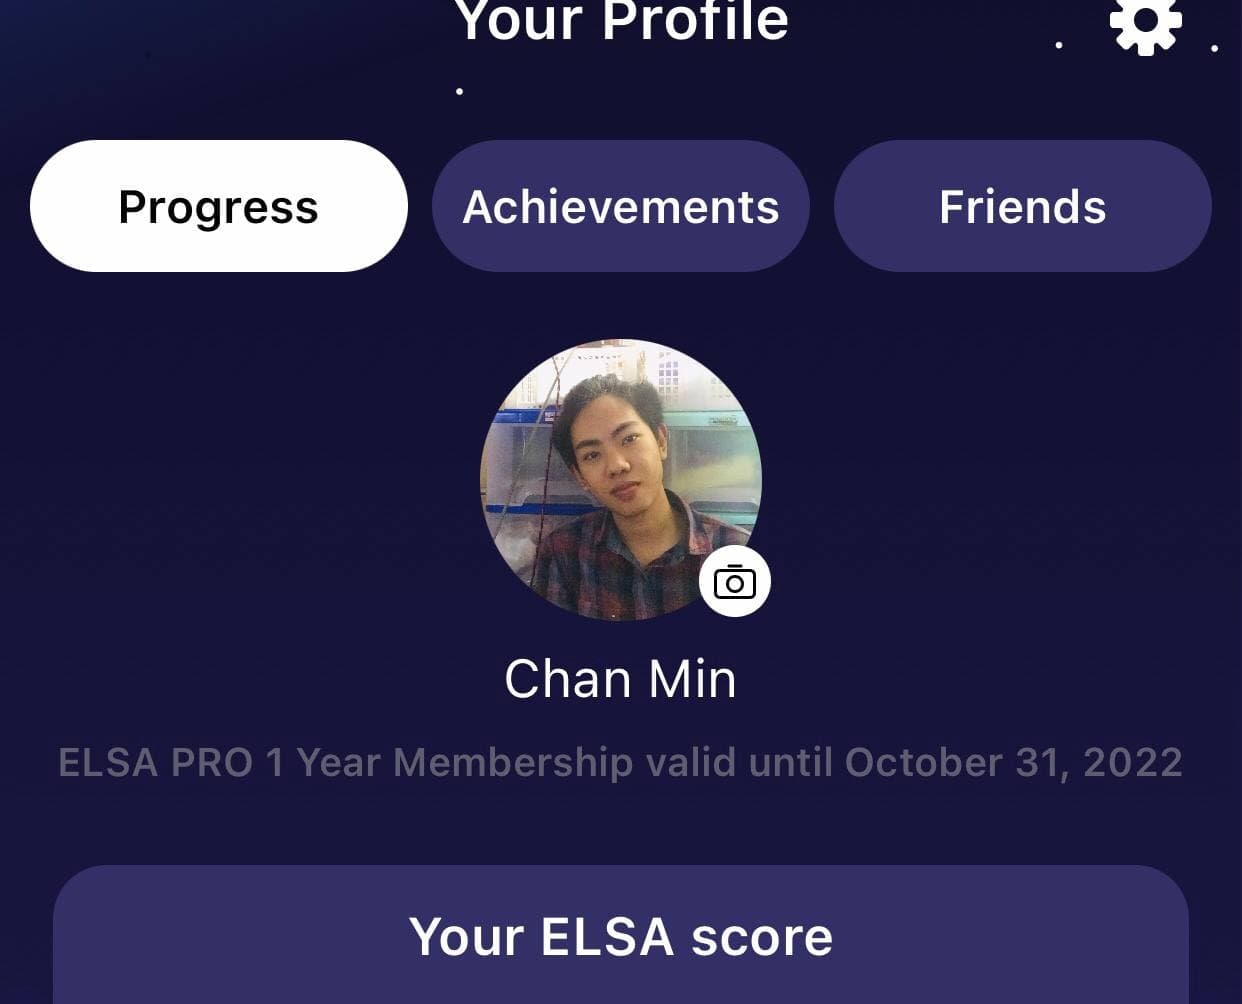 Your Profile
Progress
Achievements
Friends
Chan Min
ELSA PRO 1 Year Membership valid until October 31, 2022
Your ELSA score